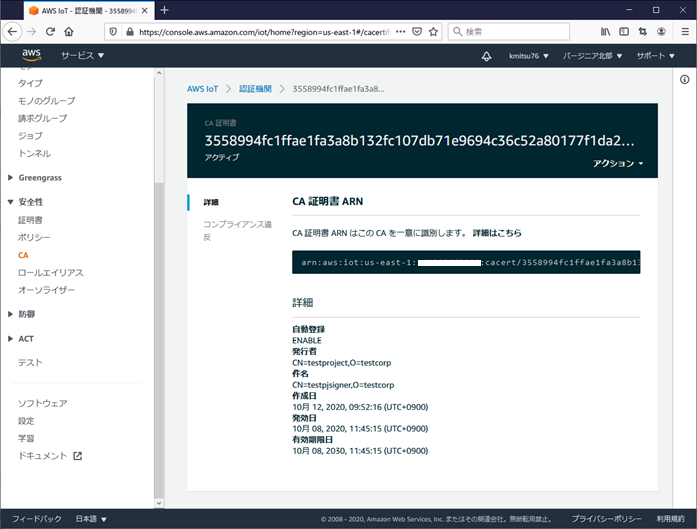 AWS IoT - 認証機関 - 3558994
https://console.aws.amazon.com/iot/home?region=us-east-1#/cacertif
検索
aws
サービス
kmitsu76
バージニア北部
サポート
タイプ
モノのグループ
請求グループ
ジョブ
トンネル
Greengrass
安全性
証明書
ポリシー
CA
ロールエイリアス
オーソライザー
防御
ACT
テスト
ソフトウェア
設定
学習
ドキュメント
AWS IoT > 認証機関 > 3558994fc1ffae1fa3a8...
CA 証明書
3558994fc1ffae1fa3a8b132fc107db71e9694c36c52a80177f1da2...
アクティブ
アクション
詳細
コンプライアンス違
反
CA 証明書 ARN
CA 証明書 ARN はこの CA を一意に識別します。 詳細はこちら
arn:aws:iot:us-east-1: :cacert/3558994fc1ffae1fa3a8b13
詳細
自動登録
ENABLE
発行者
CN=testproject,O=testcorp
件名
CN=testpjsigner,O=testcorp
作成日
10月 12, 2020, 09:52:16 (UTC+0900)
発効日
10月 08, 2020, 11:45:15 (UTC+0900)
有効期限日
10月 08, 2030, 11:45:15 (UTC+0900)
フィードバック
日本語
© 2008 - 2020, Amazon Web Services, Inc. またはその関連会社。無断転用禁止。
プライバシーポリシー
利用規約